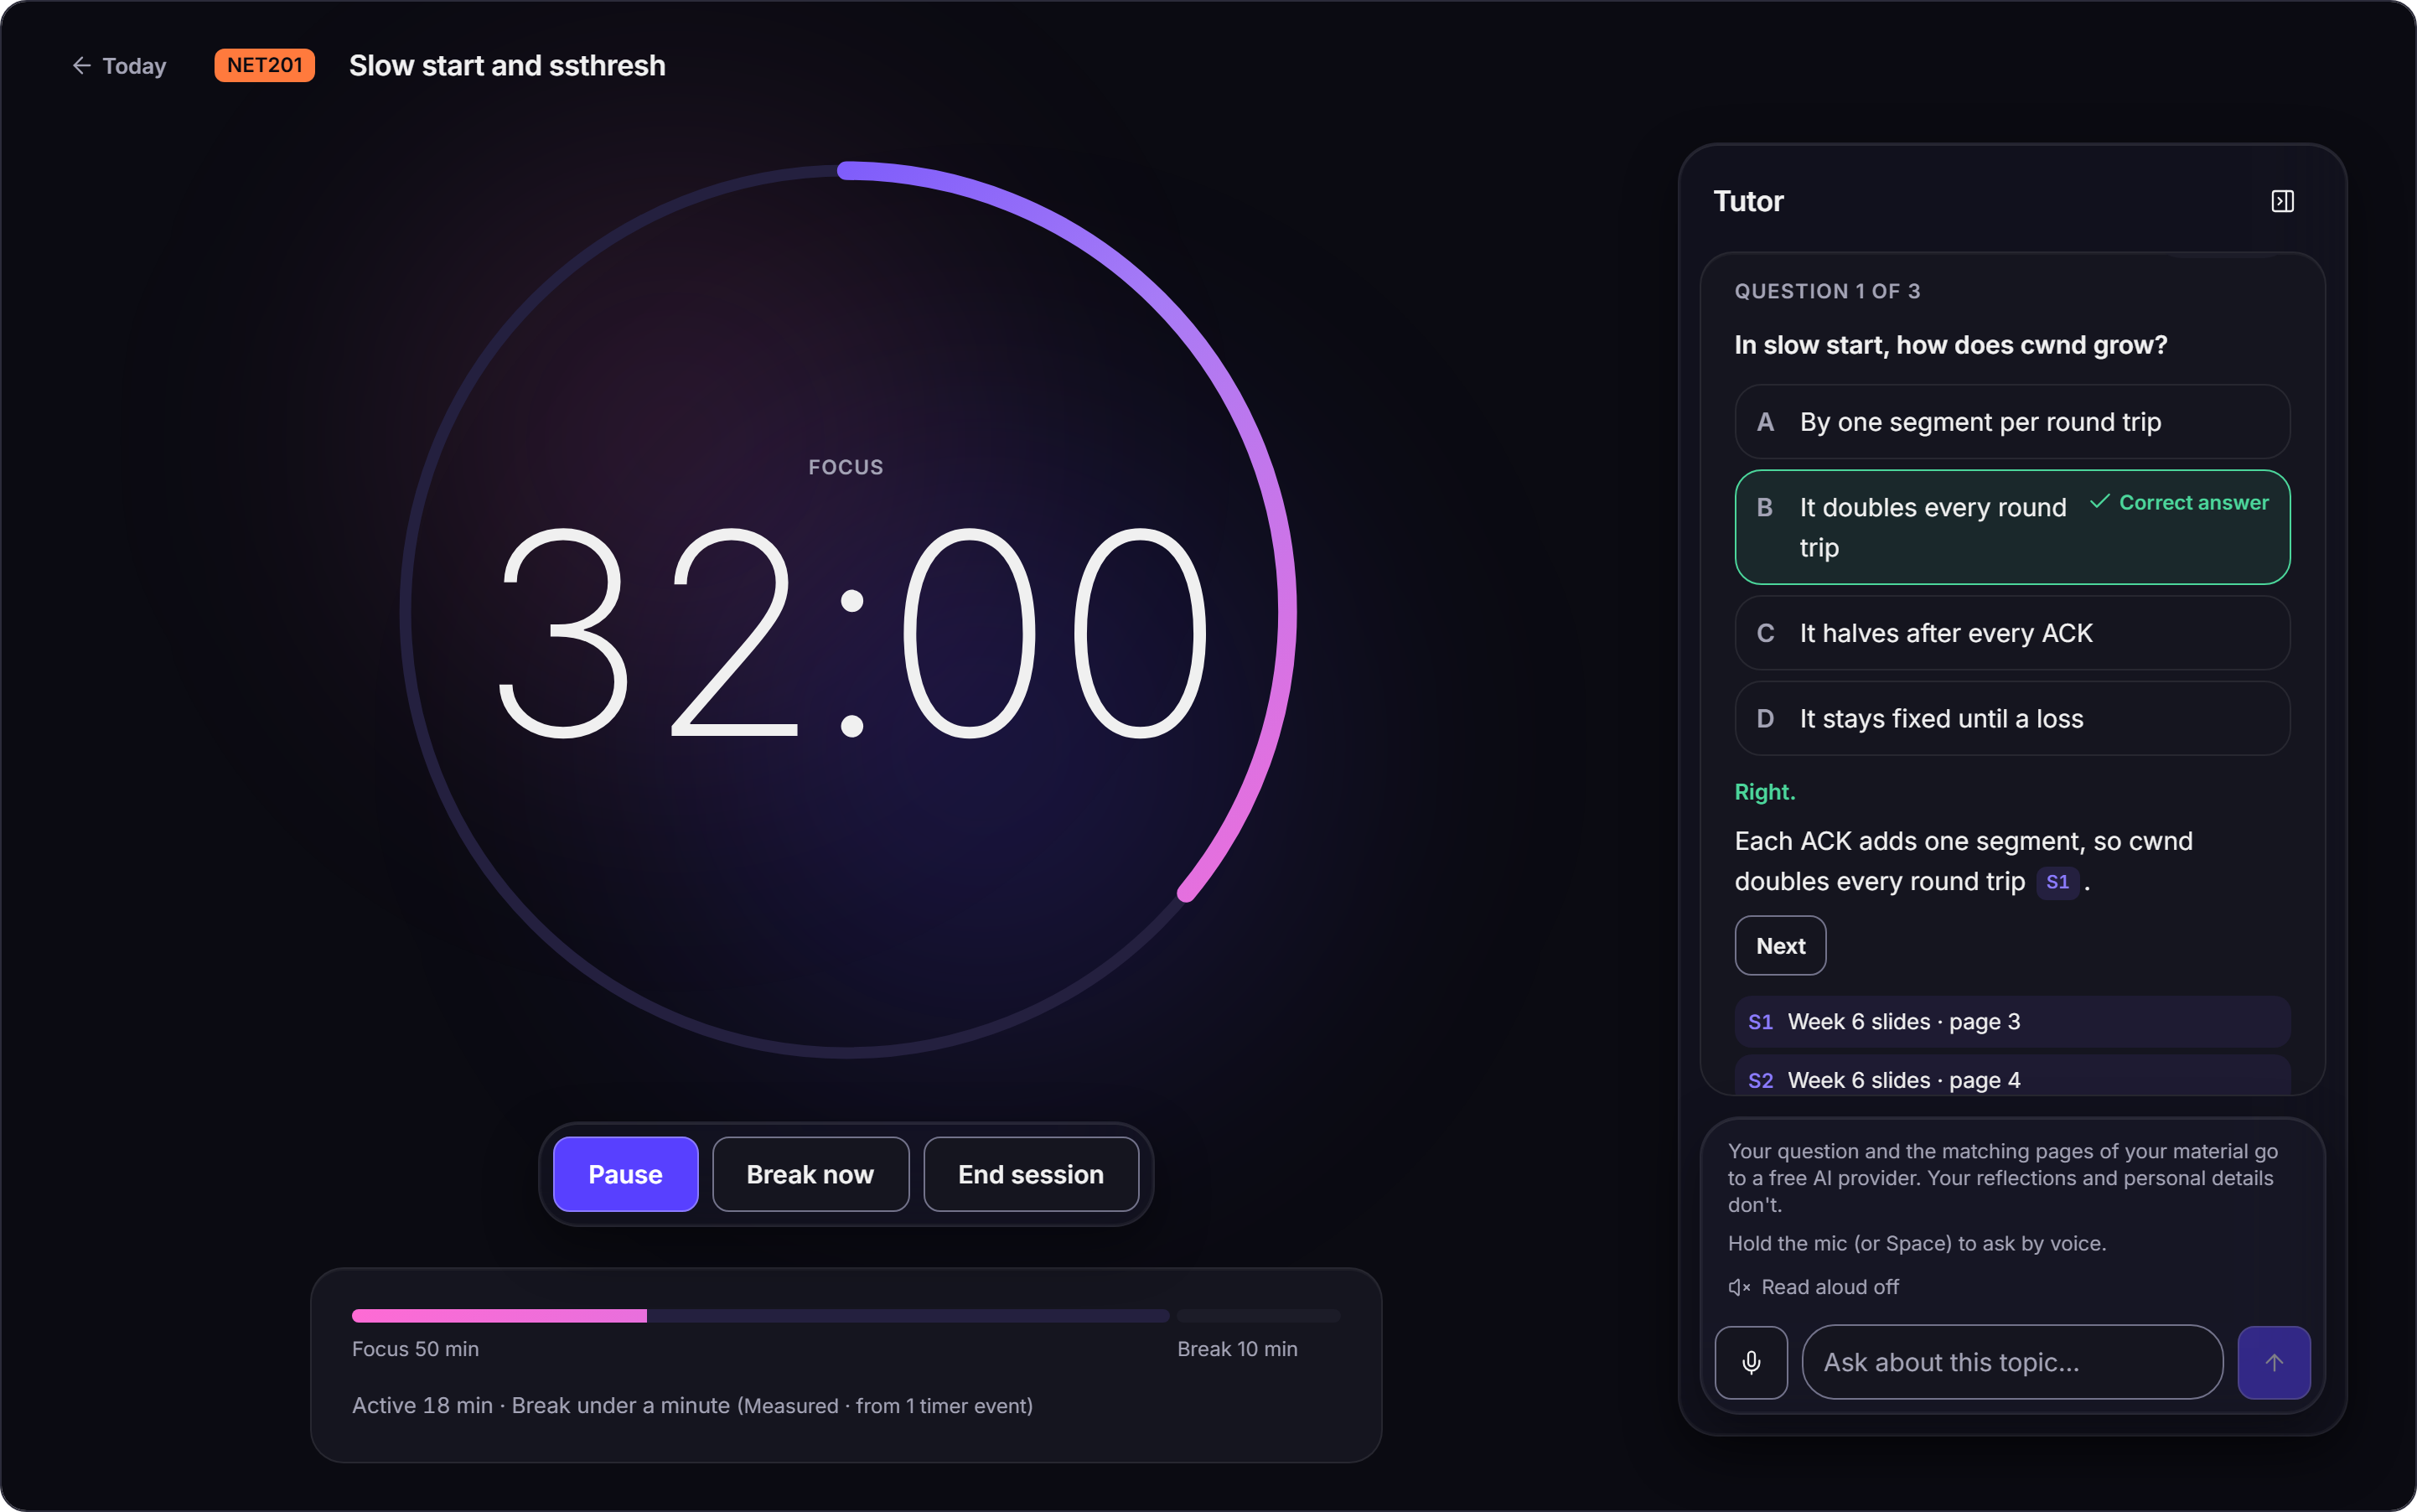 Today
NET201
Slow start and ssthresh
FOCUS
32:00
Pause
Break now
End session
Focus 50 min
Break 10 min
Active 18 min · Break under a minute (Measured · from 1 timer event)
Tutor
QUESTION 1 OF 3
In slow start, how does cwnd grow?
A By one segment per round trip
B It doubles every round
trip
Correct answer
C It halves after every ACK
D It stays fixed until a loss
Right.
Each ACK adds one segment, so cwnd
doubles every round trip S1 .
Next
S1 Week 6 slides · page 3
S2 Week 6 slides · page 4
Your question and the matching pages of your material go
to a free AI provider. Your reflections and personal details
don't.
Hold the mic (or Space) to ask by voice.
Read aloud off
Ask about this topic...